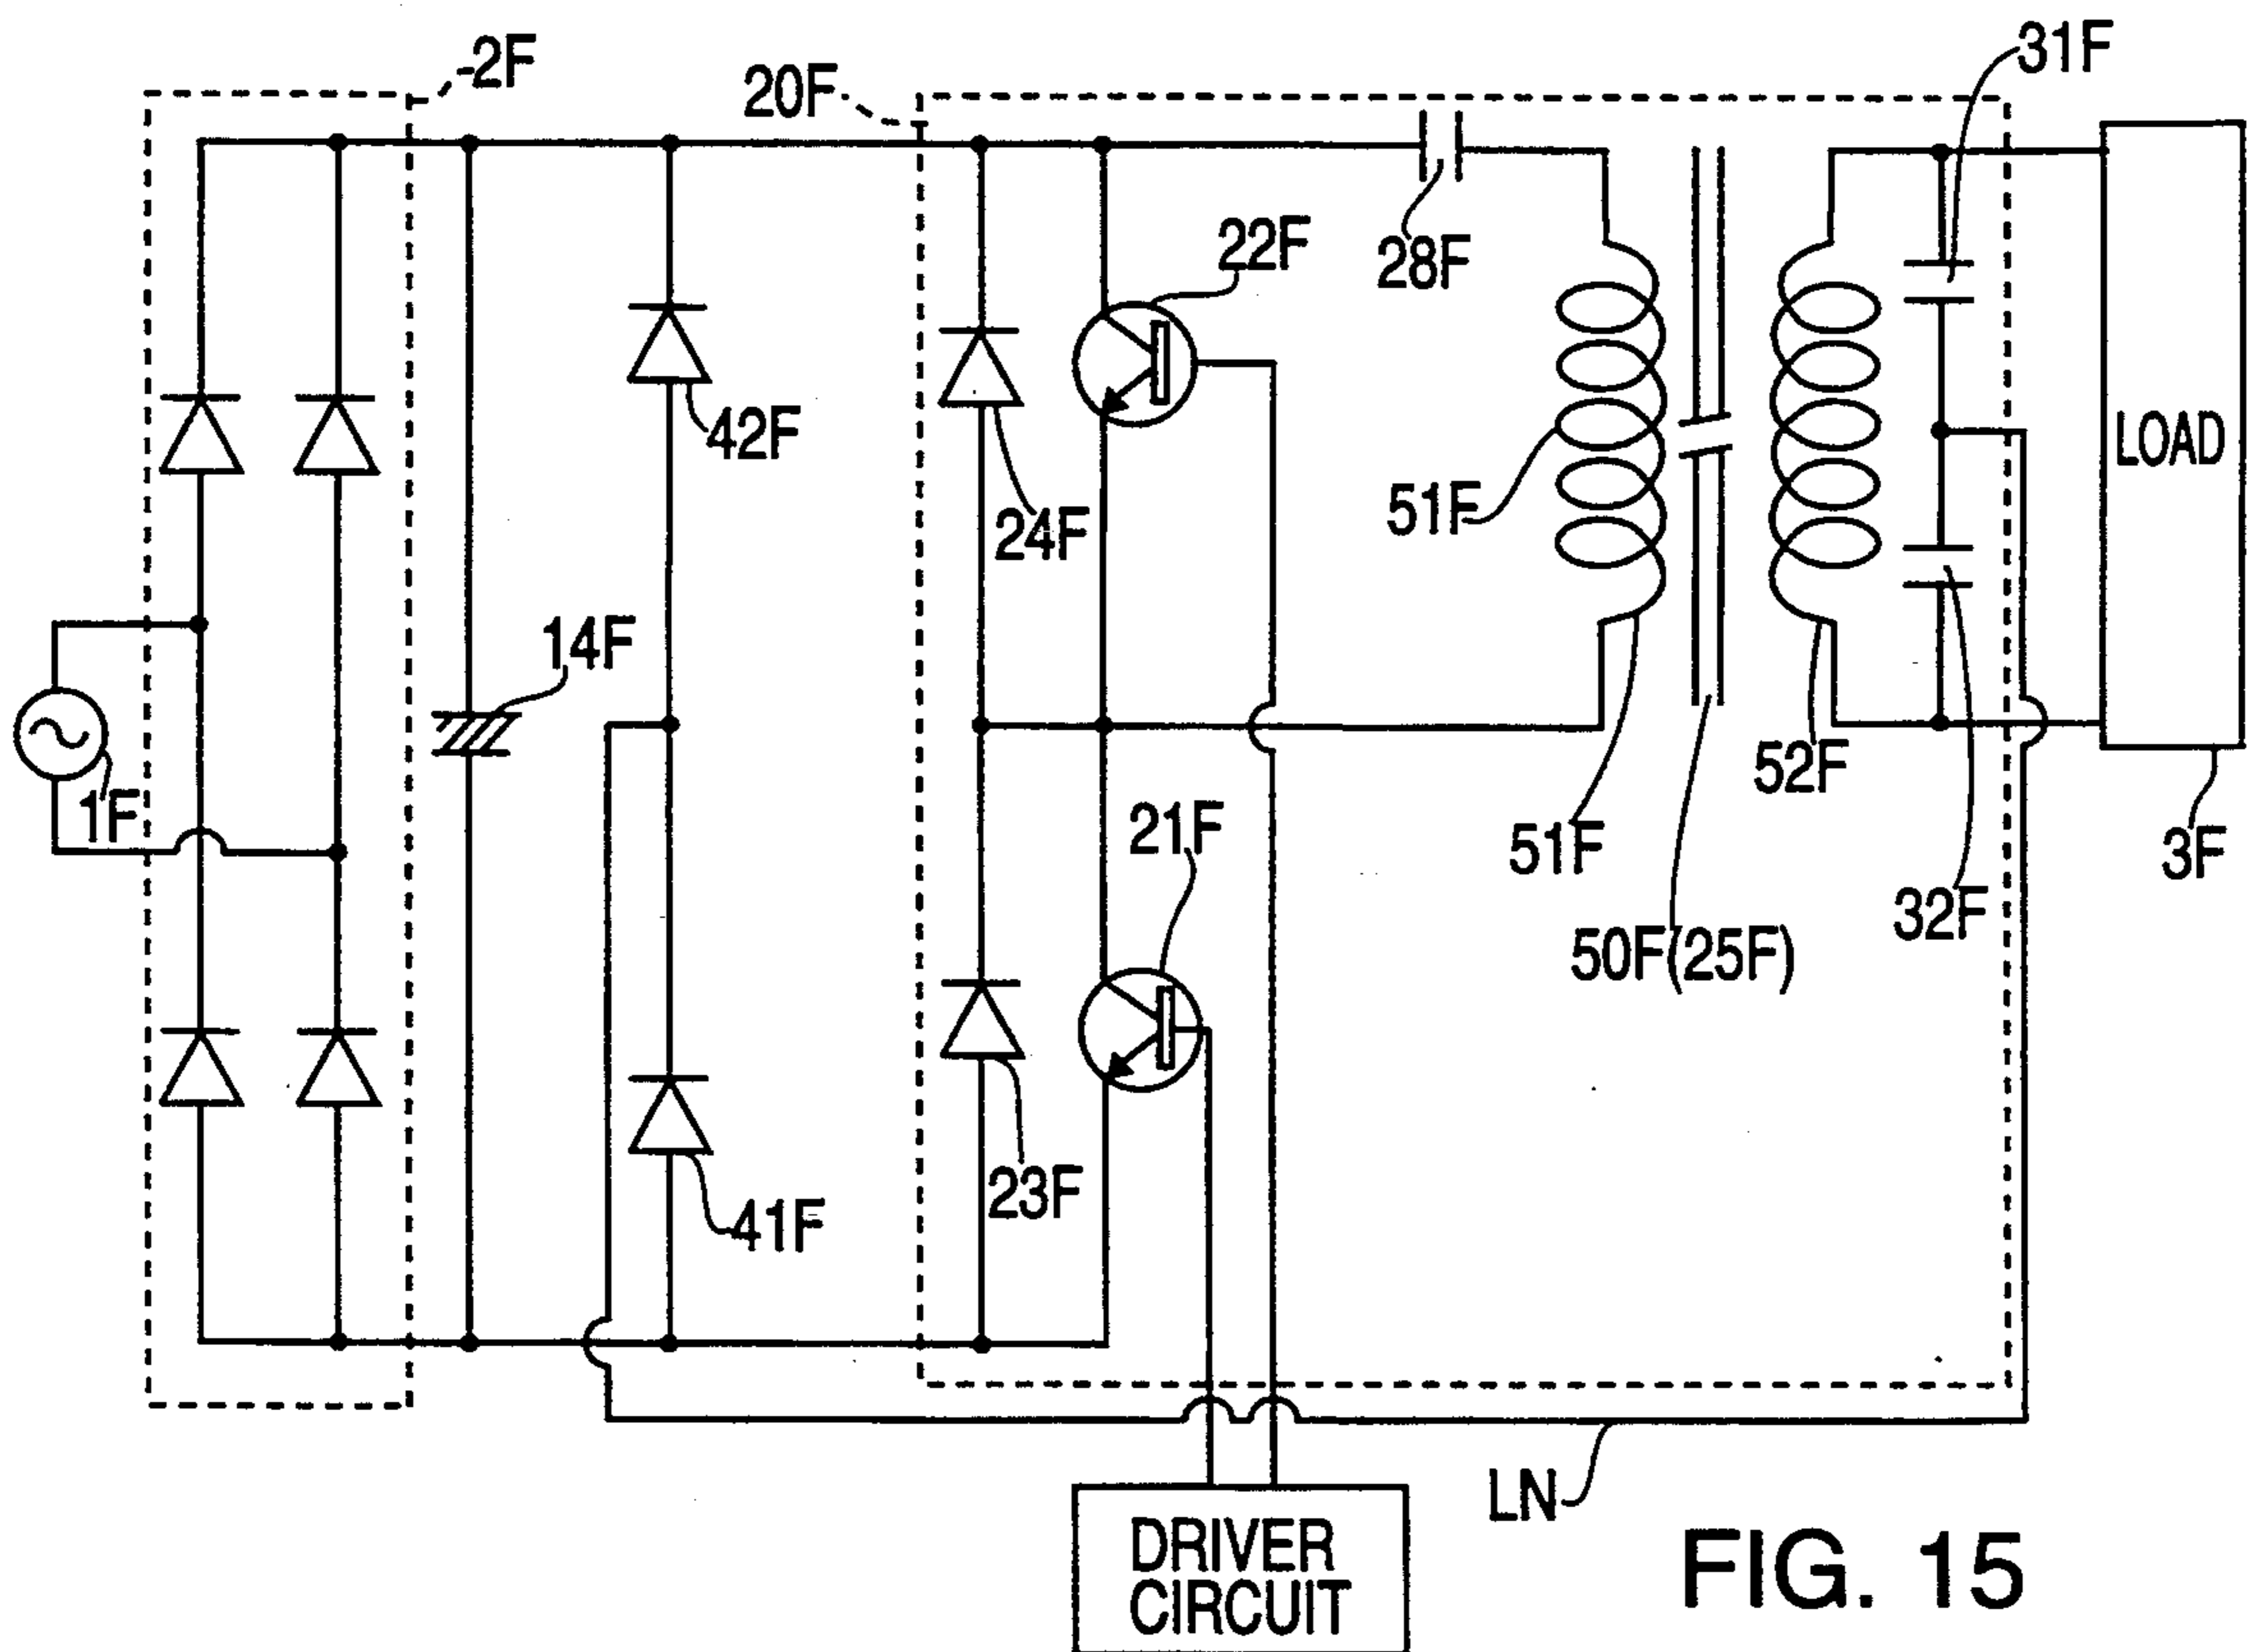 2F
20F
31F
22F
28F
42F
24F
51F
LOAD
14F
1F
21F
51F
52F
3F
32F
50F(25F)
23F
41F
LN
DRIVER
CIRCUIT
FIG. 15